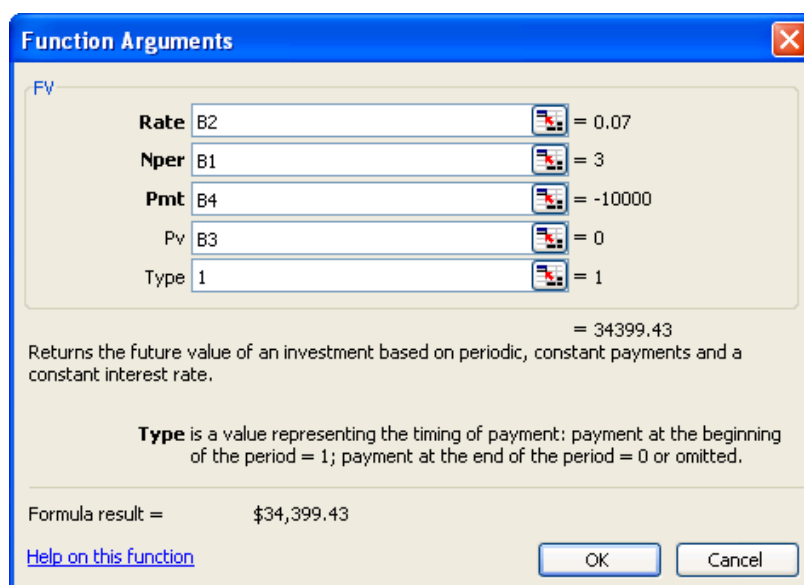 Function Arguments
FV
Rate B2 = 0.07
Nper B1 = 3
Pmt B4 = -10000
Pv B3 = 0
Type 1 = 1
= 34399.43
Returns the future value of an investment based on periodic, constant payments and a
constant interest rate.
Type is a value representing the timing of payment: payment at the beginning
of the period = 1; payment at the end of the period = 0 or omitted.
Formula result = $34,399.43
Help on this function OK Cancel